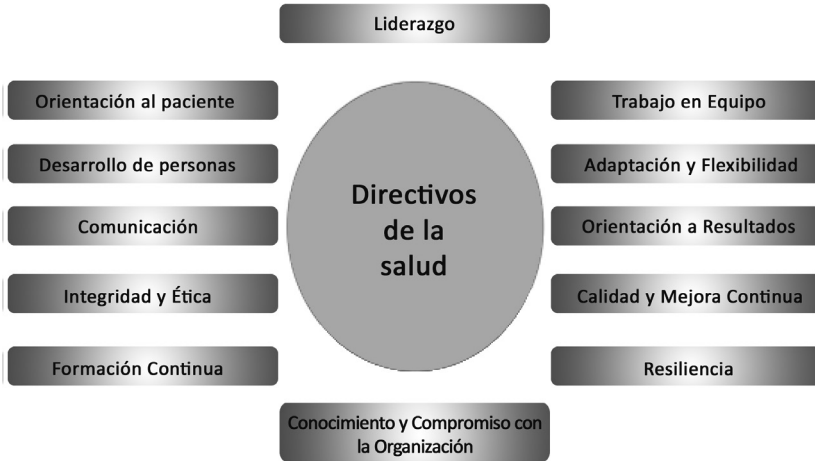 Liderazgo
Orientación al paciente
Trabajo en Equipo
Desarrollo de personas
Adaptación y Flexibilidad
Directivos
de la
salud
Comunicación
Orientación a Resultados
Integridad y Ética
Calidad y Mejora Continua
Formación Continua
Resiliencia
Conocimiento y Compromiso con
la Organización